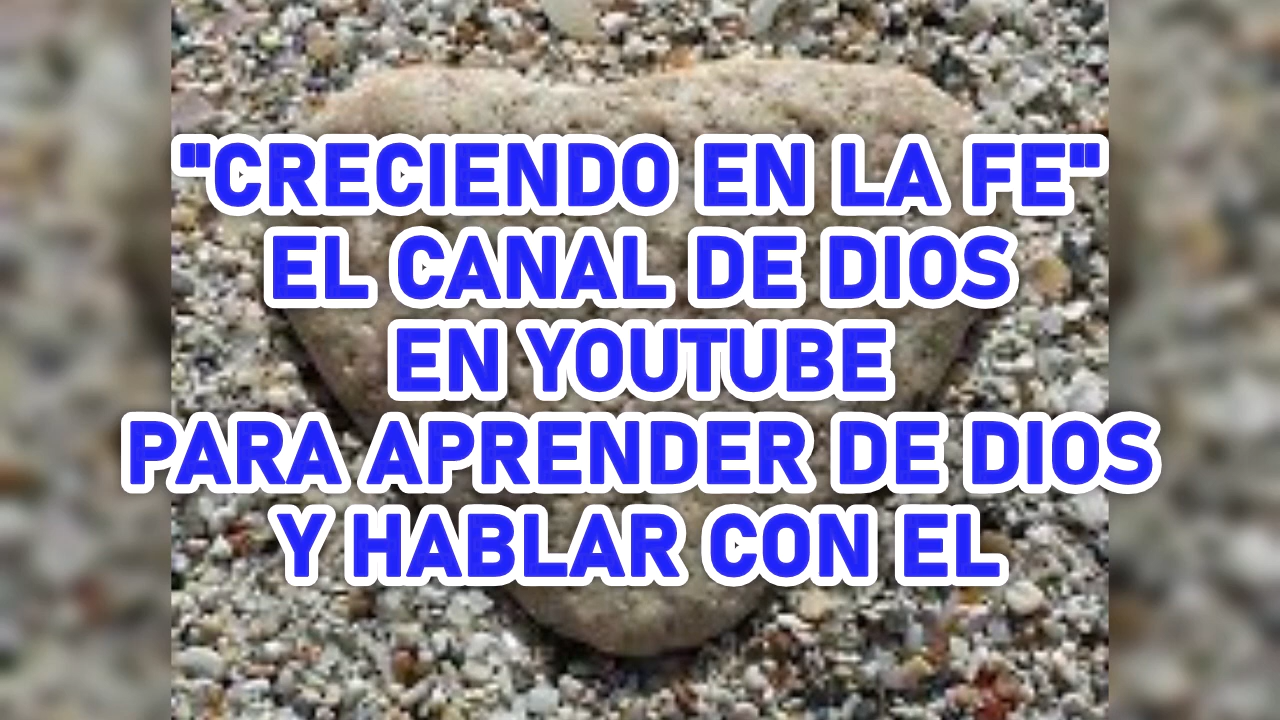 "CRECIENDO EN LA FE"
EL CANAL DE DIOS
EN YOUTUBE
PARA APRENDER DE DIOS
Y HABLAR CON EL